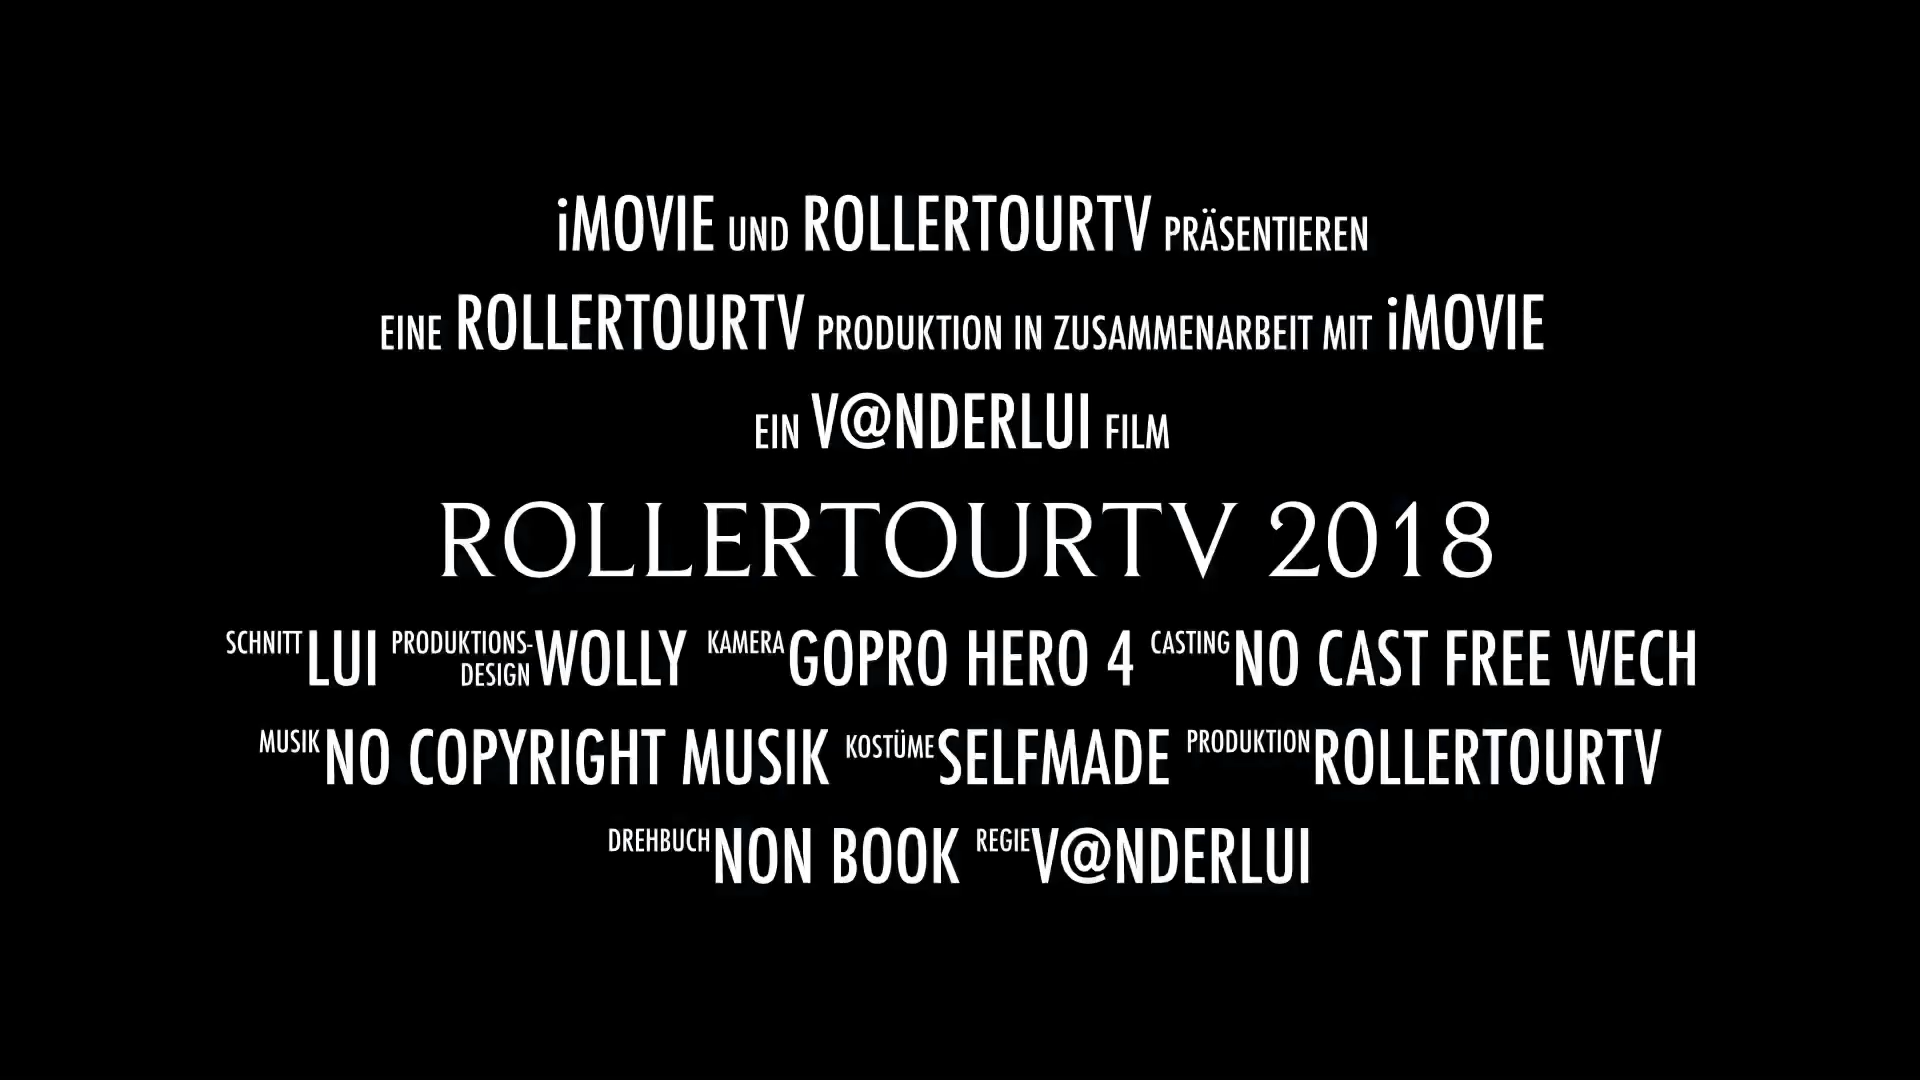 iMOVIE UND ROLLERTOURTV PRÄSENTIEREN
EINE ROLLERTOURTV PRODUKTION IN ZUSAMMENARBEIT MIT iMOVIE
EIN V@NDERLUI FILM
ROLLERTOURTV 2018
SCHNITT LUI PRODUKTIONS-DESIGN WOLLY KAMERA GOPRO HERO 4 CASTING NO CAST FREE WECH
MUSIK NO COPYRIGHT MUSIK KOSTÜME SELFMADE PRODUKTION ROLLERTOURTV
DREHBUCH NON BOOK REGIE V@NDERLUI